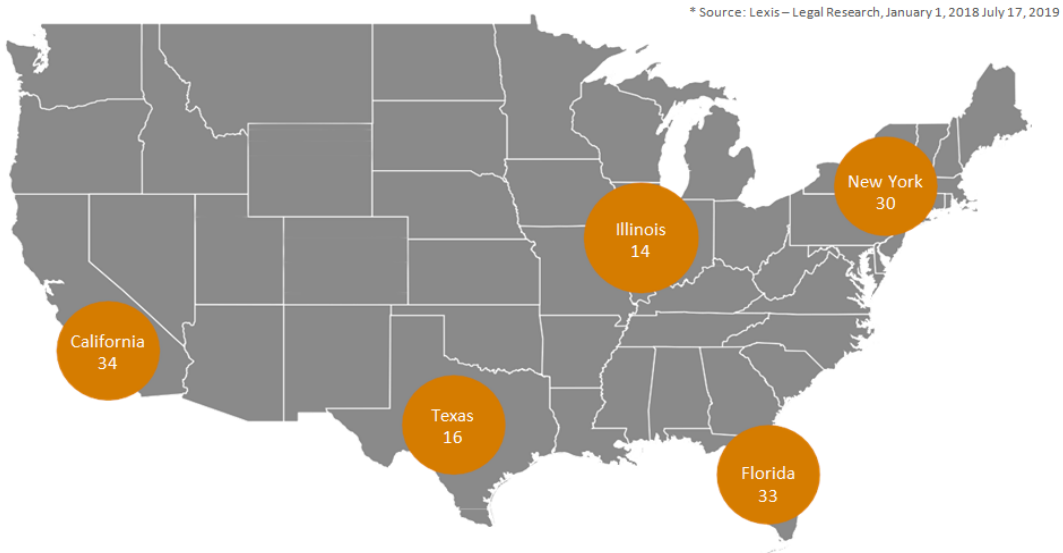 * Source: Lexis – Legal Research, January 1, 2018 July 17, 2019
New York
30
Illinois
14
California
34
Texas
16
Florida
33